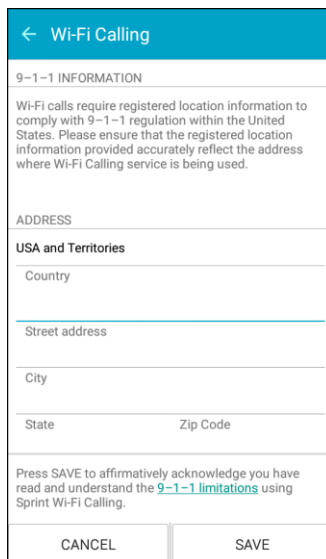 ← Wi-Fi Calling
9–1–1 INFORMATION
Wi-Fi calls require registered location information to
comply with 9–1–1 regulation within the United
States. Please ensure that the registered location
information provided accurately reflect the address
where Wi-Fi Calling service is being used.
ADDRESS
USA and Territories
Country
Street address
City
State Zip Code
Press SAVE to affirmatively acknowledge you have
read and understand the 9–1–1 limitations using
Sprint Wi-Fi Calling.
CANCEL SAVE